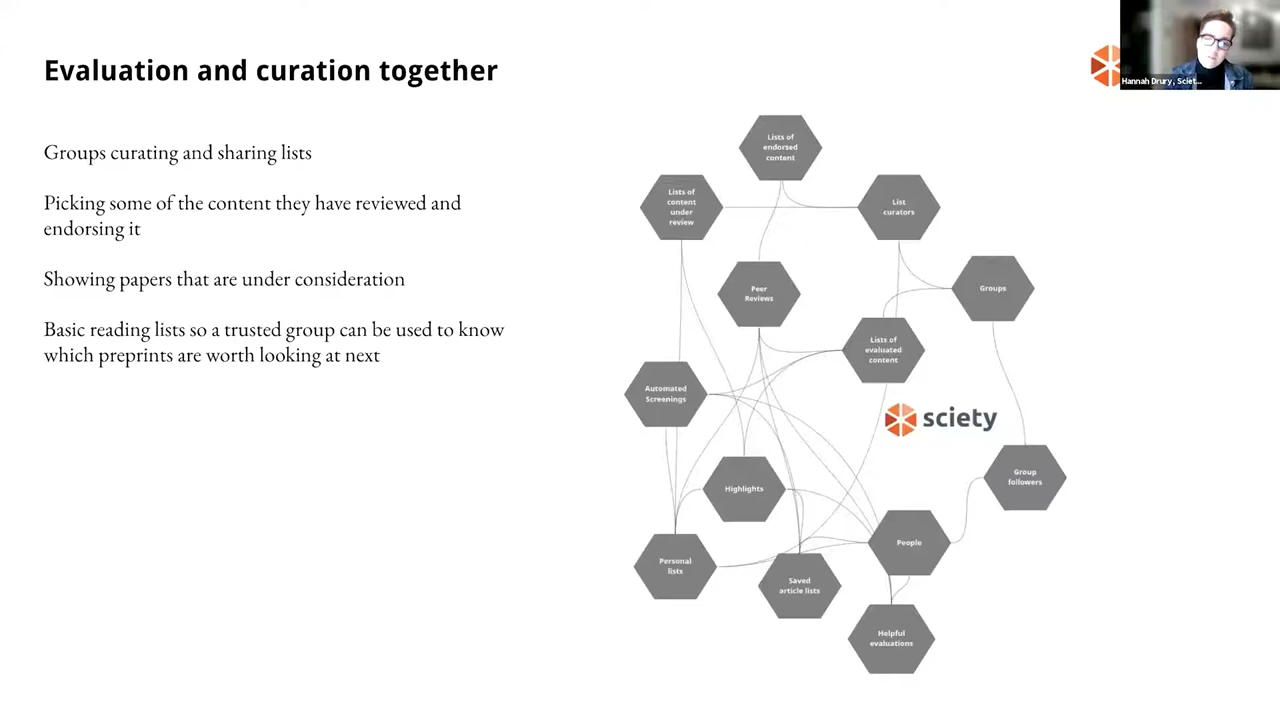 Evaluation and curation together
Groups curating and sharing lists
Picking some of the content they have reviewed and
endorsing it
Showing papers that are under consideration
Basic reading lists so a trusted group can be used to know
which preprints are worth looking at next
Hannah Drury, Sciet...
Lists of
endorsed
content
Lists of
content
under
review
List
curators
Peer
Reviews
Groups
Lists of
evaluated
content
Automated
Screenings
sciety
Highlights
Group
followers
People
Personal
lists
Saved
article lists
Helpful
evaluations